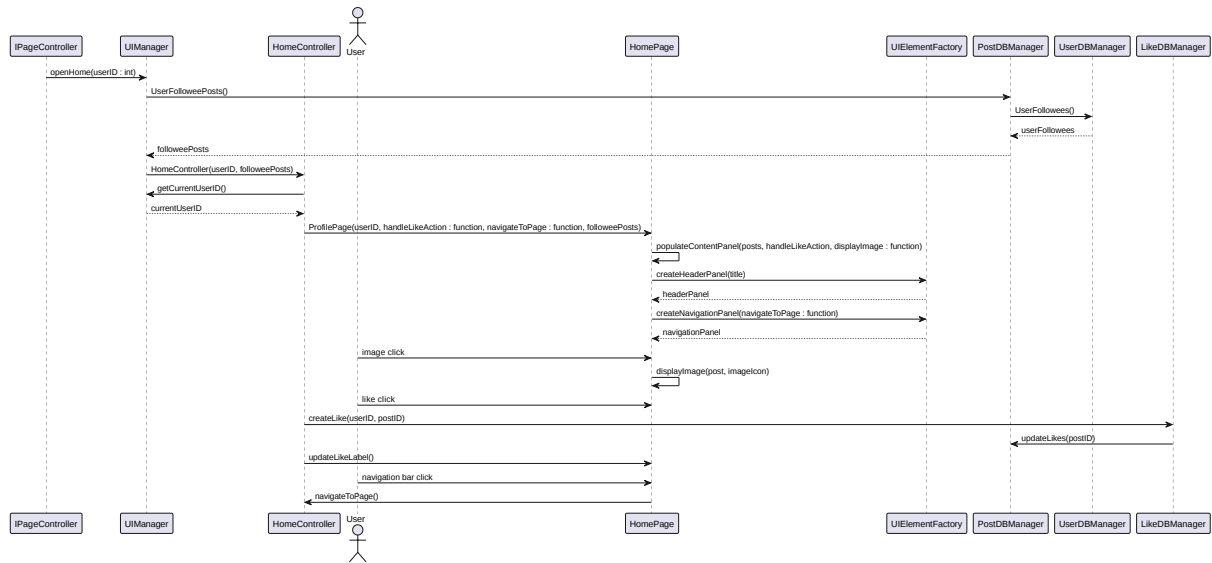 User
IPageController
UIManager
HomeController
HomePage
UIElementFactory
PostDBManager
UserDBManager
LikeDBManager
openHome(userID : int)
UserFolloweePosts()
UserFollowees()
userFollowees
followeePosts
HomeController(userID, followeePosts)
getCurrentUserID()
currentUserID
ProfilePage(userID, handleLikeAction : function, navigateToPage : function, followeePosts)
populateContentPanel(posts, handleLikeAction, displayImage : function)
createHeaderPanel(title)
headerPanel
createNavigationPanel(navigateToPage : function)
navigationPanel
image click
displayImage(post, imageIcon)
like click
createLike(userID, postID)
updateLikes(postID)
updateLikeLabel()
navigation bar click
navigateToPage()
IPageController
UIManager
HomeController
User
HomePage
UIElementFactory
PostDBManager
UserDBManager
LikeDBManager